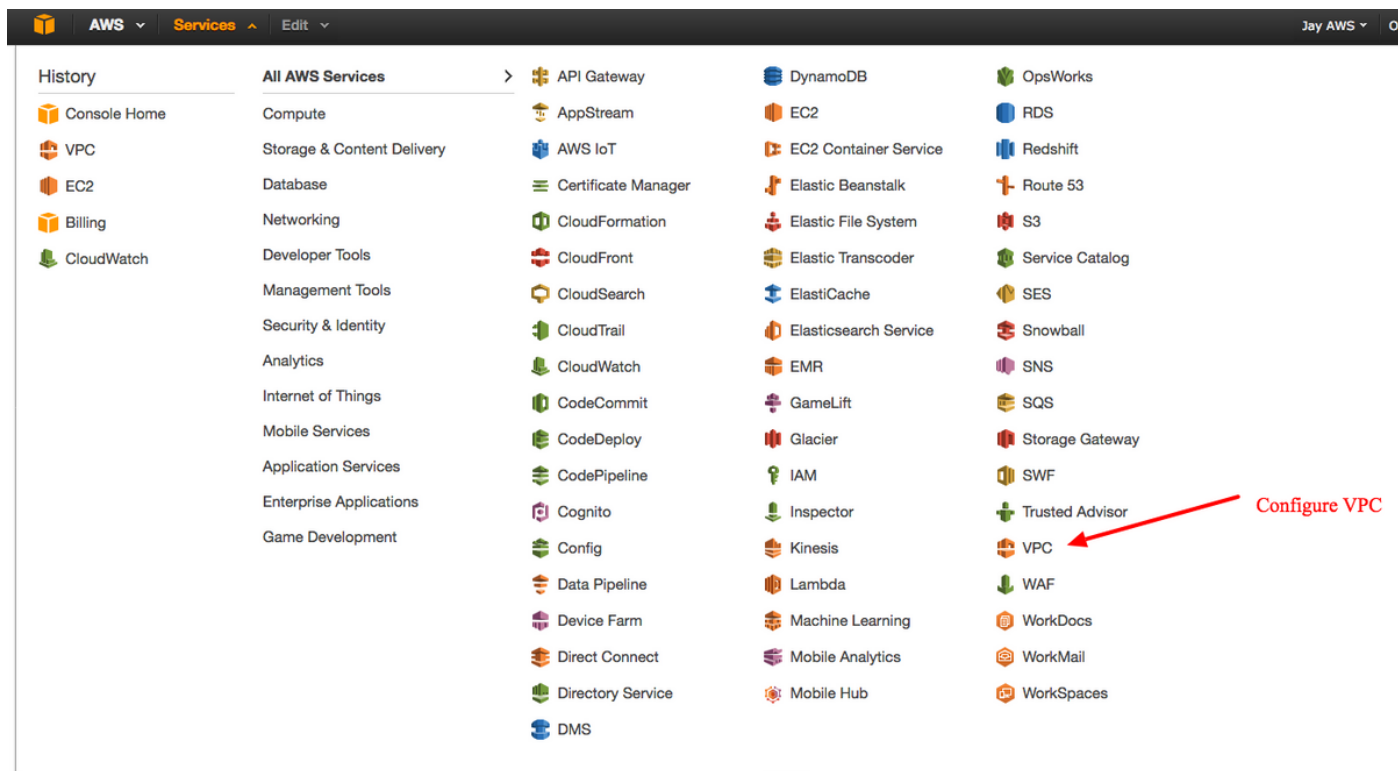 AWS Services Edit Jay AWS
History
Console Home
VPC
EC2
Billing
CloudWatch
All AWS Services
Compute
Storage & Content Delivery
Database
Networking
Developer Tools
Management Tools
Security & Identity
Analytics
Internet of Things
Mobile Services
Application Services
Enterprise Applications
Game Development
API Gateway
AppStream
AWS IoT
Certificate Manager
CloudFormation
CloudFront
CloudSearch
CloudTrail
CloudWatch
CodeCommit
CodeDeploy
CodePipeline
Cognito
Config
Data Pipeline
Device Farm
Direct Connect
Directory Service
DMS
DynamoDB
EC2
EC2 Container Service
Elastic Beanstalk
Elastic File System
Elastic Transcoder
ElastiCache
Elasticsearch Service
EMR
GameLift
Glacier
IAM
Inspector
Kinesis
Lambda
Machine Learning
Mobile Analytics
Mobile Hub
OpsWorks
RDS
Redshift
Route 53
S3
Service Catalog
SES
Snowball
SNS
SQS
Storage Gateway
SWF
Trusted Advisor
VPC
WAF
WorkDocs
WorkMail
WorkSpaces
Configure VPC